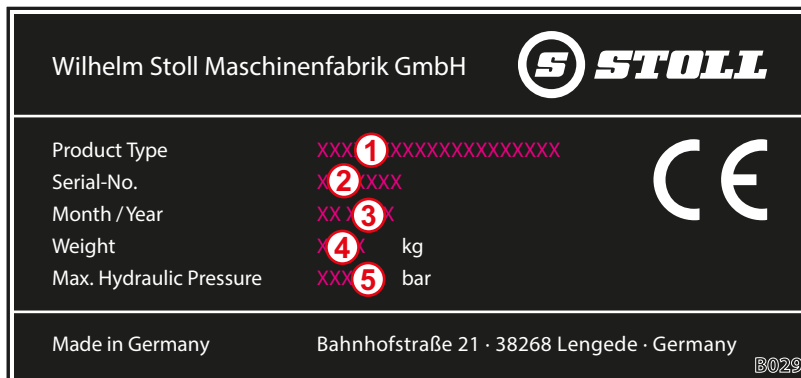 Wilhelm Stoll Maschinenfabrik GmbH
S STOLL
Product Type XXX 1 XXXXXXXXXXXXXX
Serial-No. X 2 XXXX
Month / Year XX X 3 X
Weight X 4 X kg
Max. Hydraulic Pressure XXX 5 bar
CE
Made in Germany Bahnhofstraße 21 · 38268 Lengede · Germany
B029